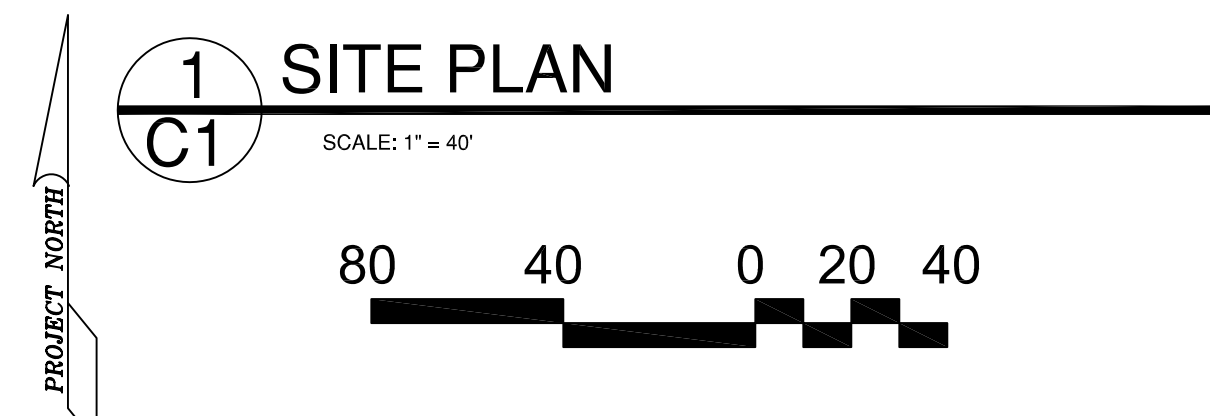 1 SITE PLAN
C1
SCALE: 1" = 40'
80 40 0 20 40
PROJECT NORTH